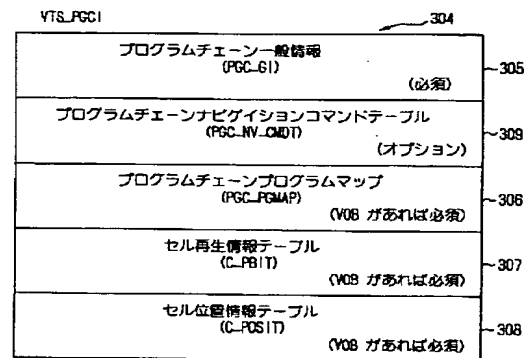 VTS_PGCI
304
プログラムチェーン一般情報
(PGC_GI)
(必須)
305
プログラムチェーンナビゲイションコマンドテーブル
(PGC_NV_CMDT)
(オプション)
309
プログラムチェーンプログラムマップ
(PGC_PGMAP)
(VOB があれば必須)
306
セル再生情報テーブル
(C_PBIT)
(VOB があれば必須)
307
セル位置情報テーブル
(C_POSIT)
(VOB があれば必須)
308